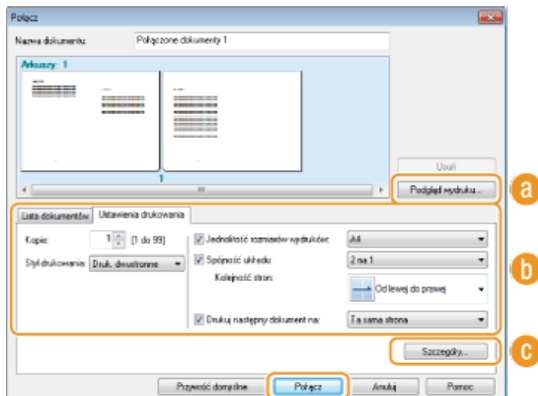 Połącz
Nazwa dokumentu: Połączone dokumenty 1
Arkuszy: 1
1
Usuń
Podgląd wydruku...
a
Lista dokumentów Ustawienia drukowania
Kopie: 1 [1 do 99] Jednolitość rozmiarów wydruków: A4
Styl drukowania: Druk. dwustronne Spójność układu: 2 na 1
b
Kolejność stron: Od lewej do prawej
Drukuj następny dokument na: Ta sama strona
Szczegóły...
c
Przywróć domyślne Połącz Anuluj Pomoc